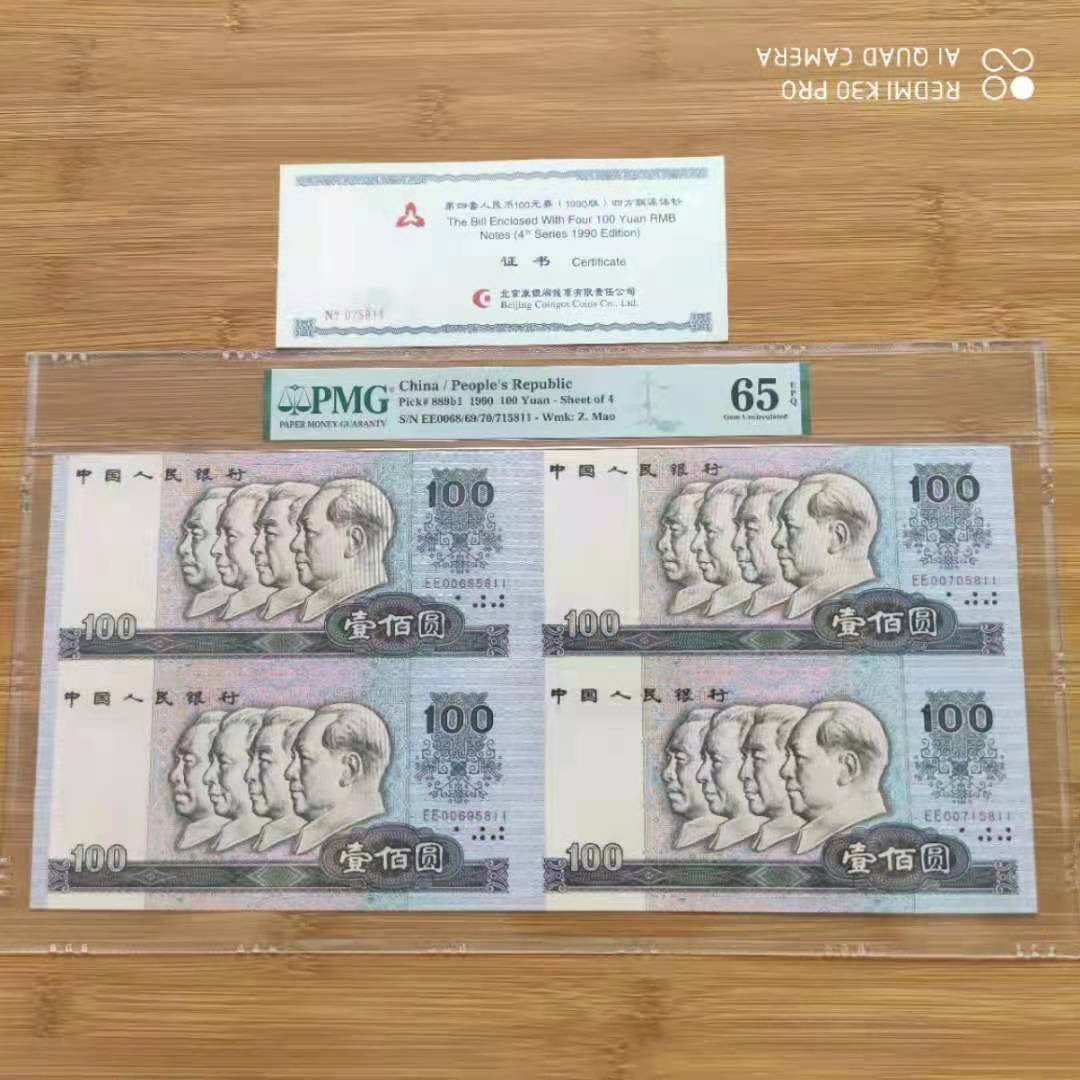 REDMI K30 PRO
AI QUAD CAMERA
第四套人民币100元券(1990版)四方联连体钞
The Bill Enclosed With Four 100 Yuan RMB
Notes (4th Series 1990 Edition)
证书 Certificate
北京康银阁钱币有限责任公司
Beijing Coinget Coins Co., Ltd.
Nº 075811
PMG
PAPER MONEY GUARANTY
China / People's Republic
Pick# 889b1 1990 100 Yuan - Sheet of 4
S/N EE0068/69/70/715811 - Wmk: Z. Mao
65 EPQ
Gem Uncirculated
中国人民银行
100
EE00685811
100
壹佰圆
中国人民银行
100
EE00705811
100
壹佰圆
中国人民银行
100
EE00695811
100
壹佰圆
中国人民银行
100
EE00715811
100
壹佰圆